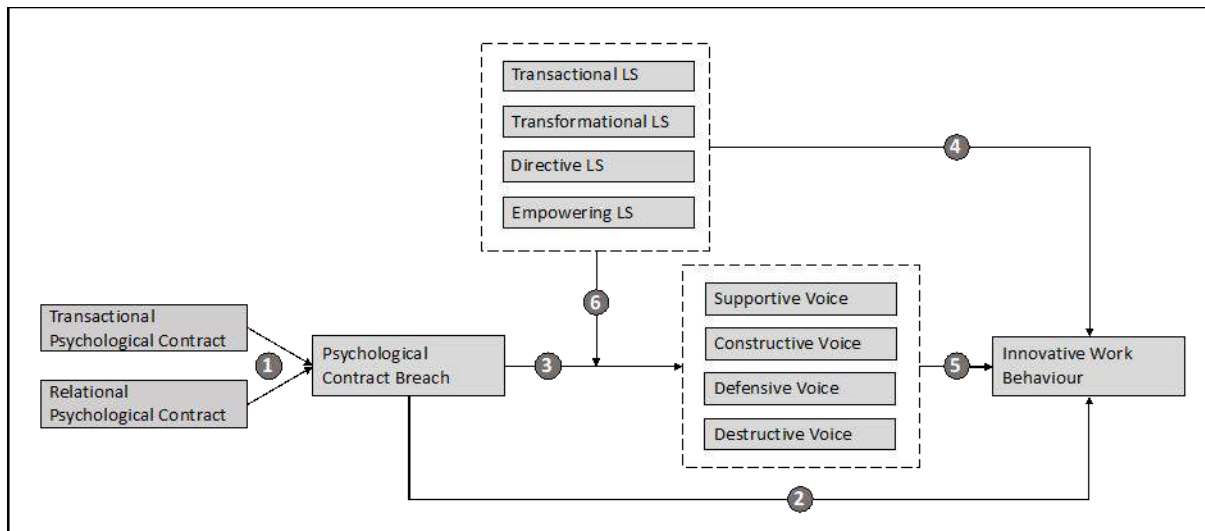 Transactional LS
Transformational LS
Directive LS
Empowering LS
4
6
Supportive Voice
Constructive Voice
Defensive Voice
Destructive Voice
Transactional
Psychological Contract
Relational
Psychological Contract
1
Psychological
Contract Breach
3
5
Innovative Work
Behaviour
2